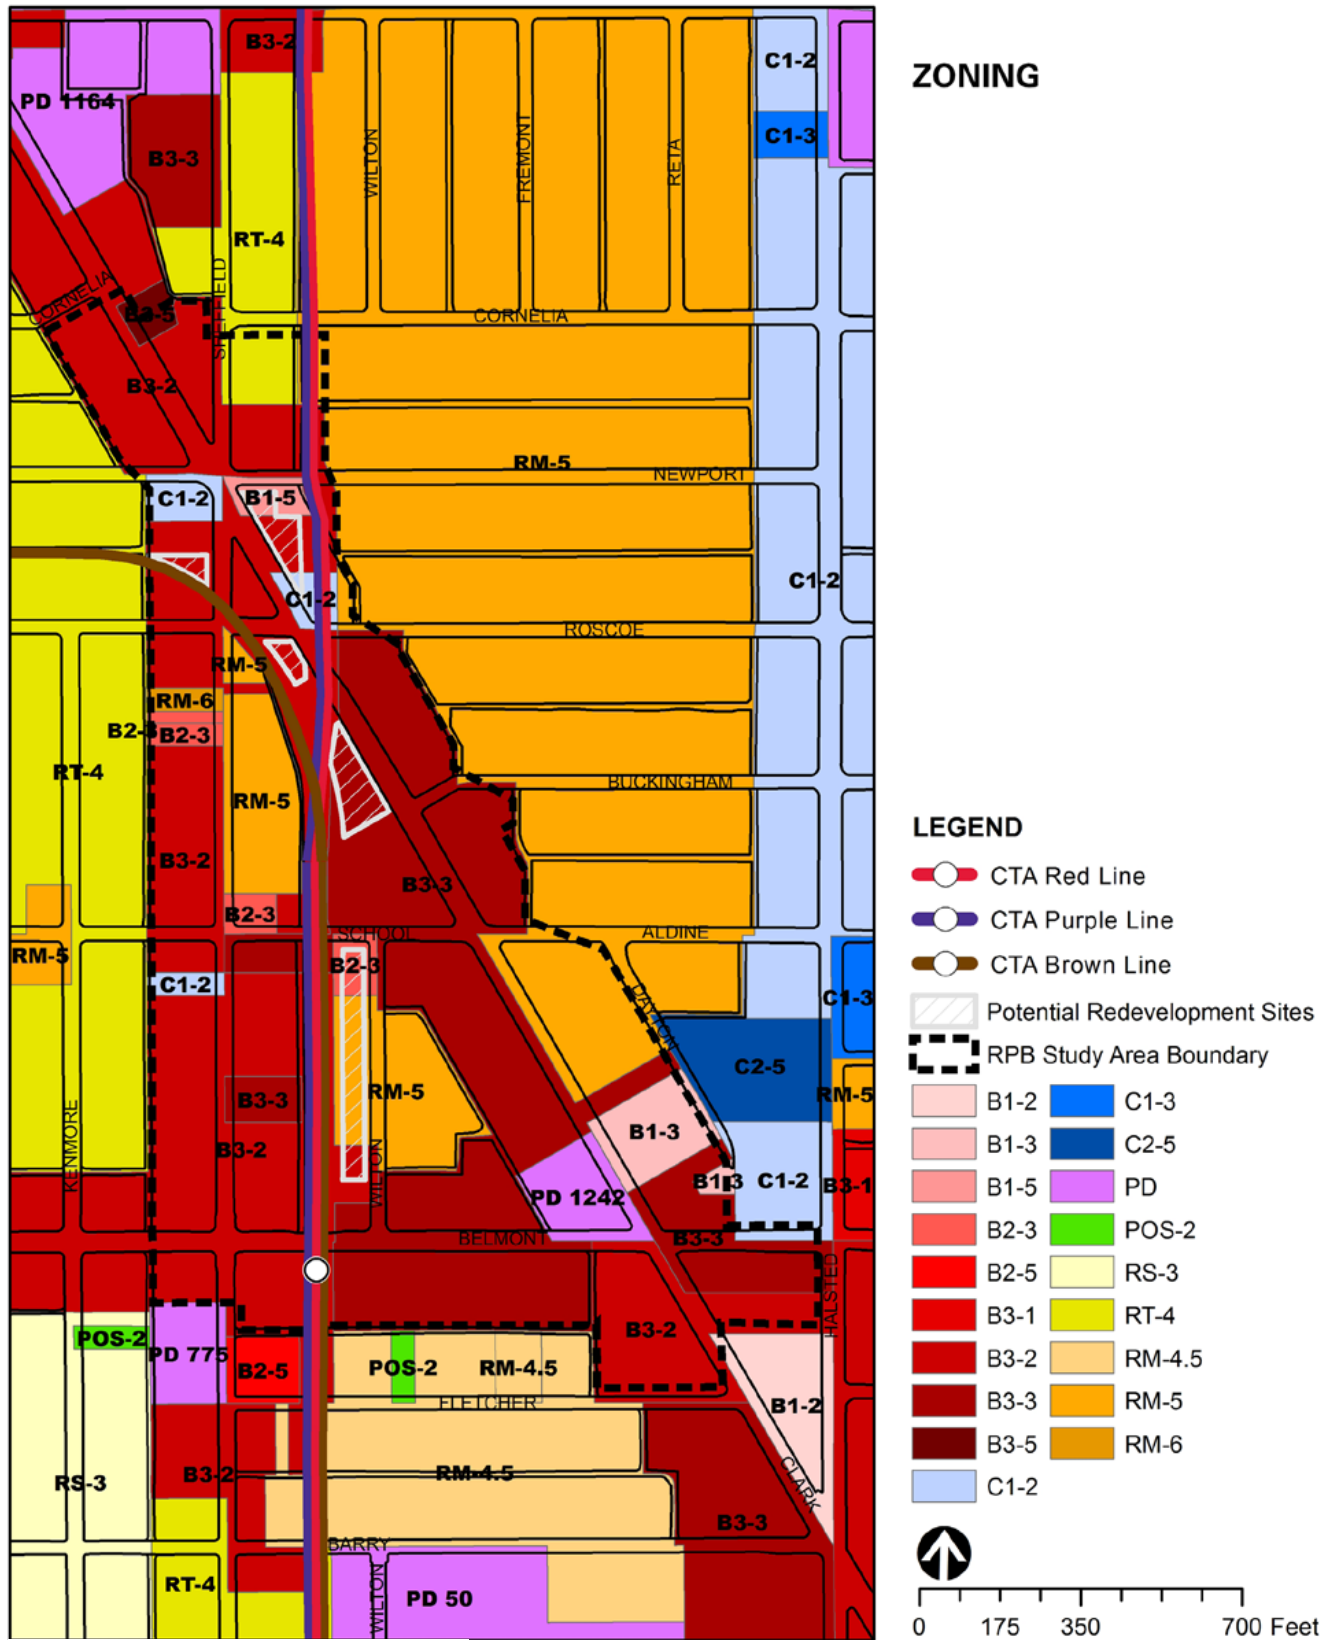 ZONING
B3-2
C1-2
PD 1164
C1-3
B3-3
WILTON
FREMONT
RETA
RT-4
SHEFFIELD
CORNELIA
B3-5
CORNELIA
B3-2
RM-5
NEWPORT
C1-2
B1-5
C1-2
C1-2
ROSCOE
RM-5
RM-6
B2-3
B2-3
RT-4
BUCKINGHAM
RM-5
B3-2
B3-3
B2-3
SCHOOL
ALDINE
RM-5
B2-3
C1-2
C1-3
DAYTON
C2-5
RM-5
RM-5
B3-3
B1-3
KENMORE
B3-2
WILTON
B1-3
C1-2
B3-1
PD 1242
BELMONT
B3-3
HALSTED
POS-2
PD 775
B2-5
POS-2
RM-4.5
B3-2
FLETCHER
B1-2
RS-3
B3-2
RM-4.5
CLARK
B3-3
BARRY
RT-4
WILTON
PD 50
LEGEND
CTA Red Line
CTA Purple Line
CTA Brown Line
Potential Redevelopment Sites
RPB Study Area Boundary
B1-2
C1-3
B1-3
C2-5
B1-5
PD
B2-3
POS-2
B2-5
RS-3
B3-1
RT-4
B3-2
RM-4.5
B3-3
RM-5
B3-5
RM-6
C1-2
0 175 350 700 Feet